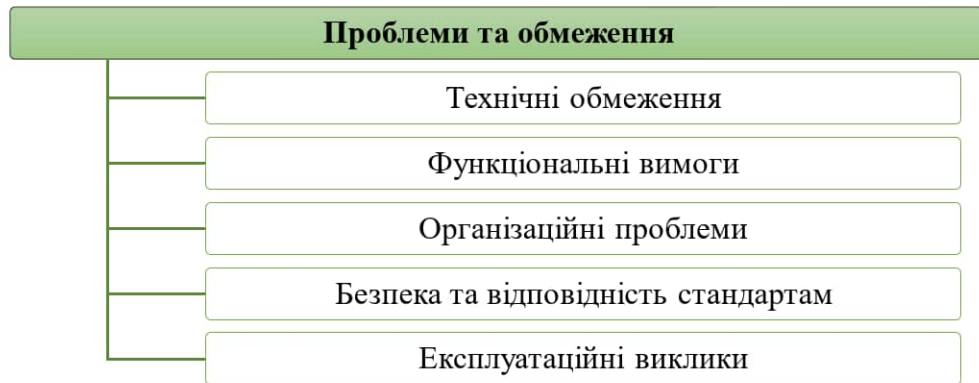 Проблеми та обмеження
Технічні обмеження
Функціональні вимоги
Організаційні проблеми
Безпека та відповідність стандартам
Експлуатаційні виклики